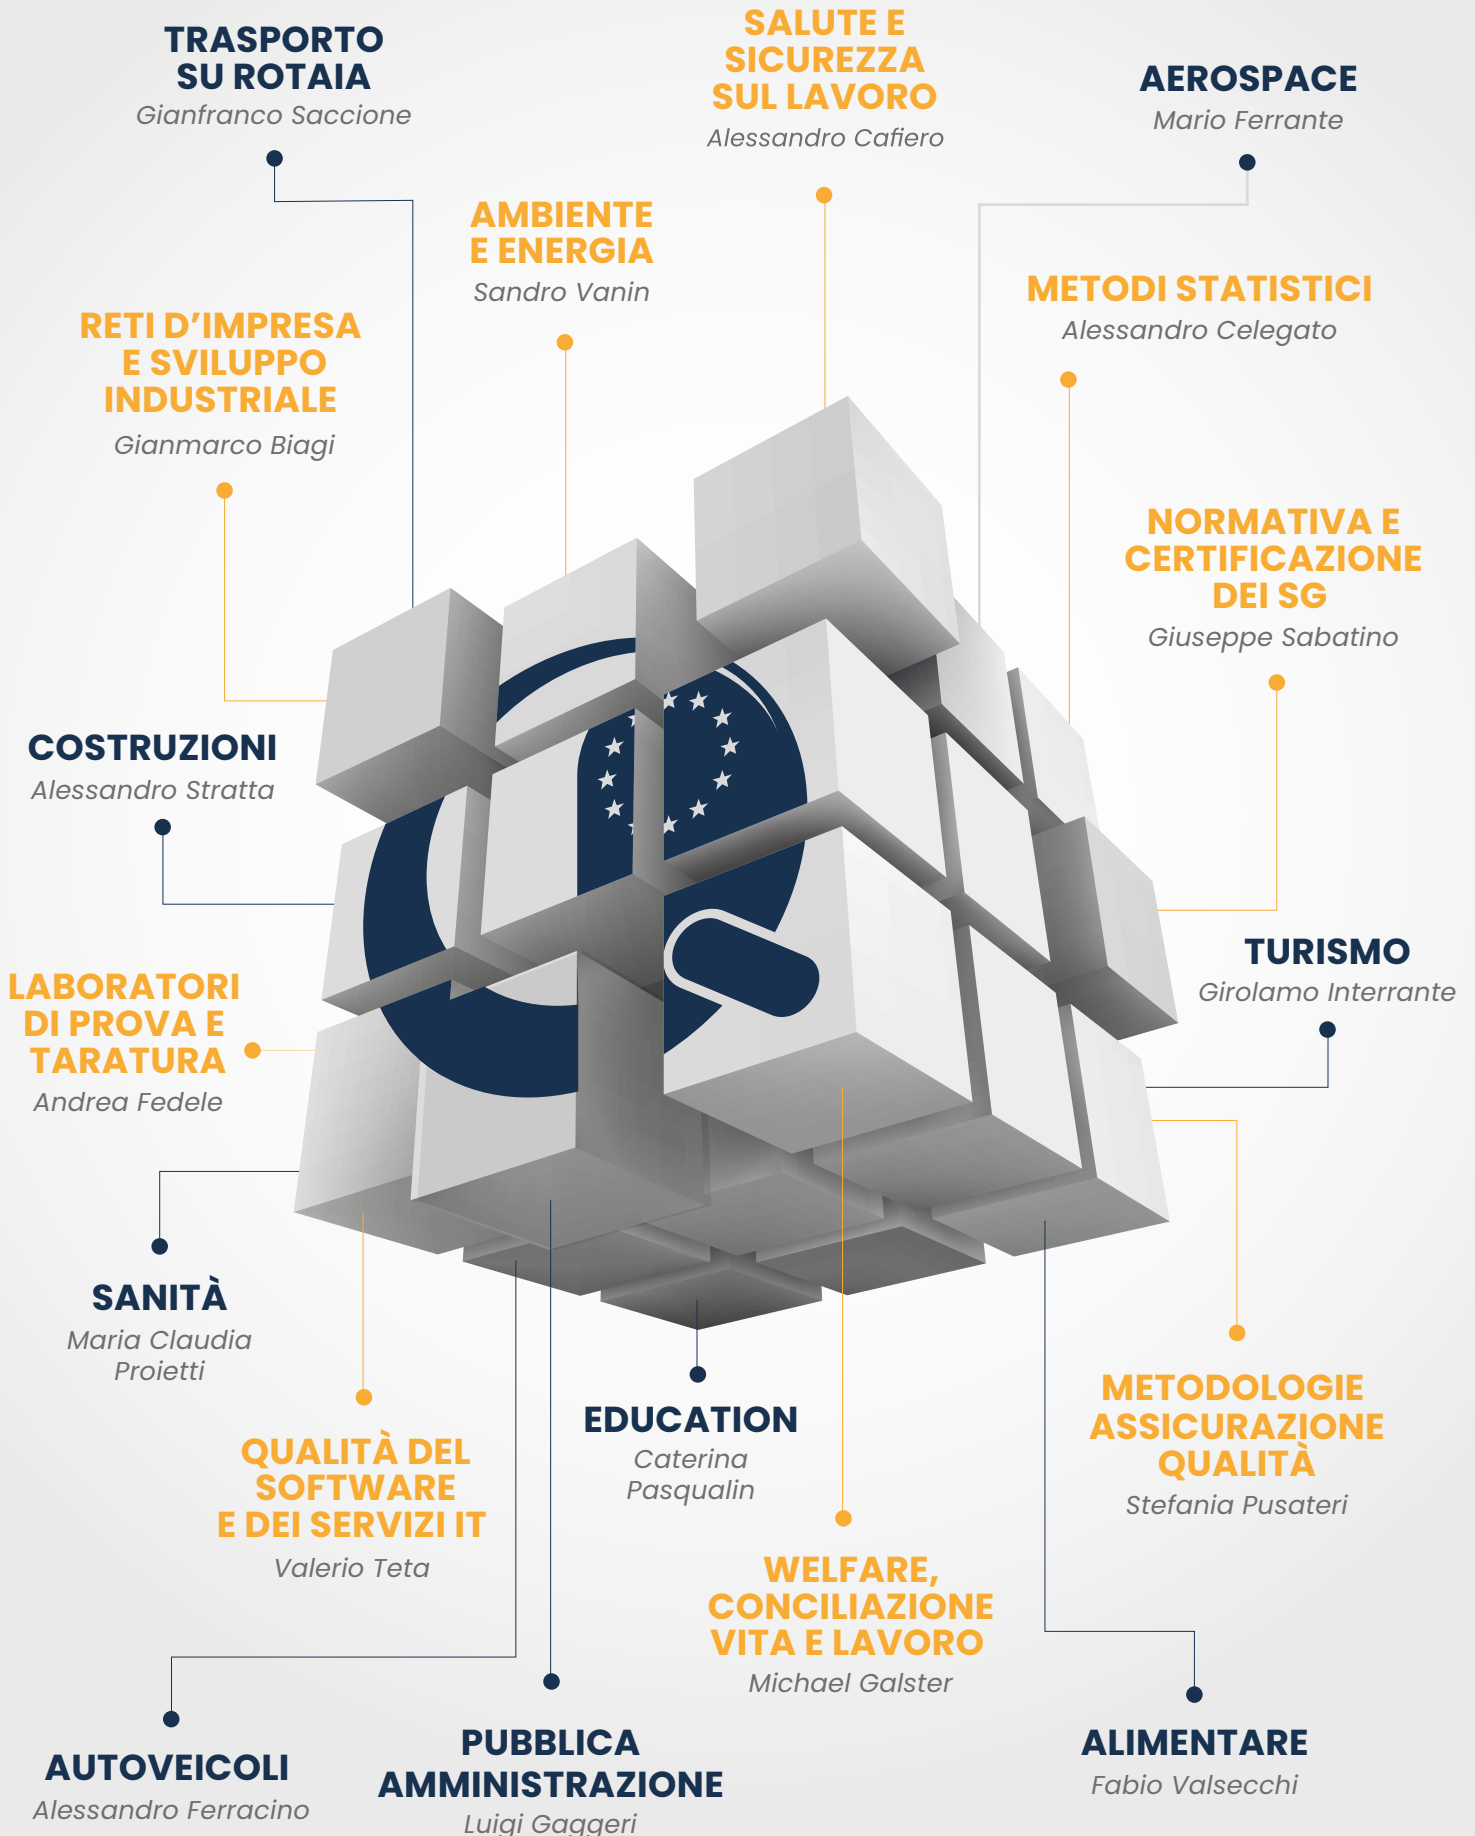 TRASPORTO
SU ROTAIA
Gianfranco Saccione
SALUTE E
SICUREZZA
SUL LAVORO
Alessandro Cafiero
AEROSPACE
Mario Ferrante
AMBIENTE
E ENERGIA
Sandro Vanin
METODI STATISTICI
Alessandro Celegato
RETI D’IMPRESA
E SVILUPPO
INDUSTRIALE
Gianmarco Biagi
NORMATIVA E
CERTIFICAZIONE
DEI SG
Giuseppe Sabatino
COSTRUZIONI
Alessandro Stratta
TURISMO
Girolamo Interrante
LABORATORI
DI PROVA E
TARATURA
Andrea Fedele
SANITÀ
Maria Claudia
Proietti
METODOLOGIE
ASSICURAZIONE
QUALITÀ
Stefania Pusateri
EDUCATION
Caterina
Pasqualin
QUALITÀ DEL
SOFTWARE
E DEI SERVIZI IT
Valerio Teta
WELFARE,
CONCILIAZIONE
VITA E LAVORO
Michael Galster
AUTOVEICOLI
Alessandro Ferracino
PUBBLICA
AMMINISTRAZIONE
Luigi Gaggeri
ALIMENTARE
Fabio Valsecchi